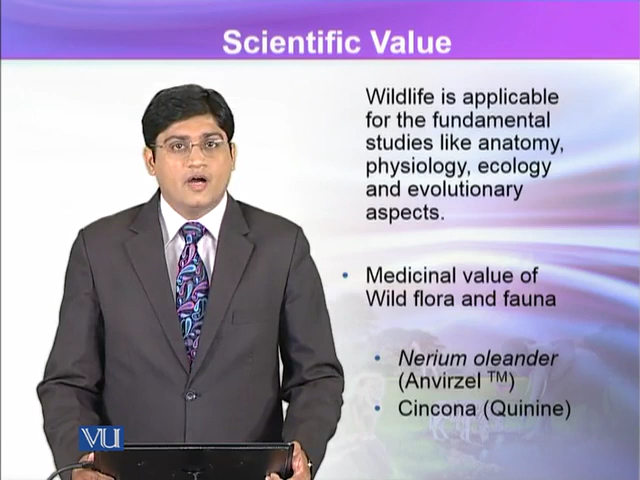 Scientific Value
Wildlife is applicable
for the fundamental
studies like anatomy,
physiology, ecology
and evolutionary
aspects.
• Medicinal value of
Wild flora and fauna
• Nerium oleander
(Anvirzel TM)
• Cincona (Quinine)
VU